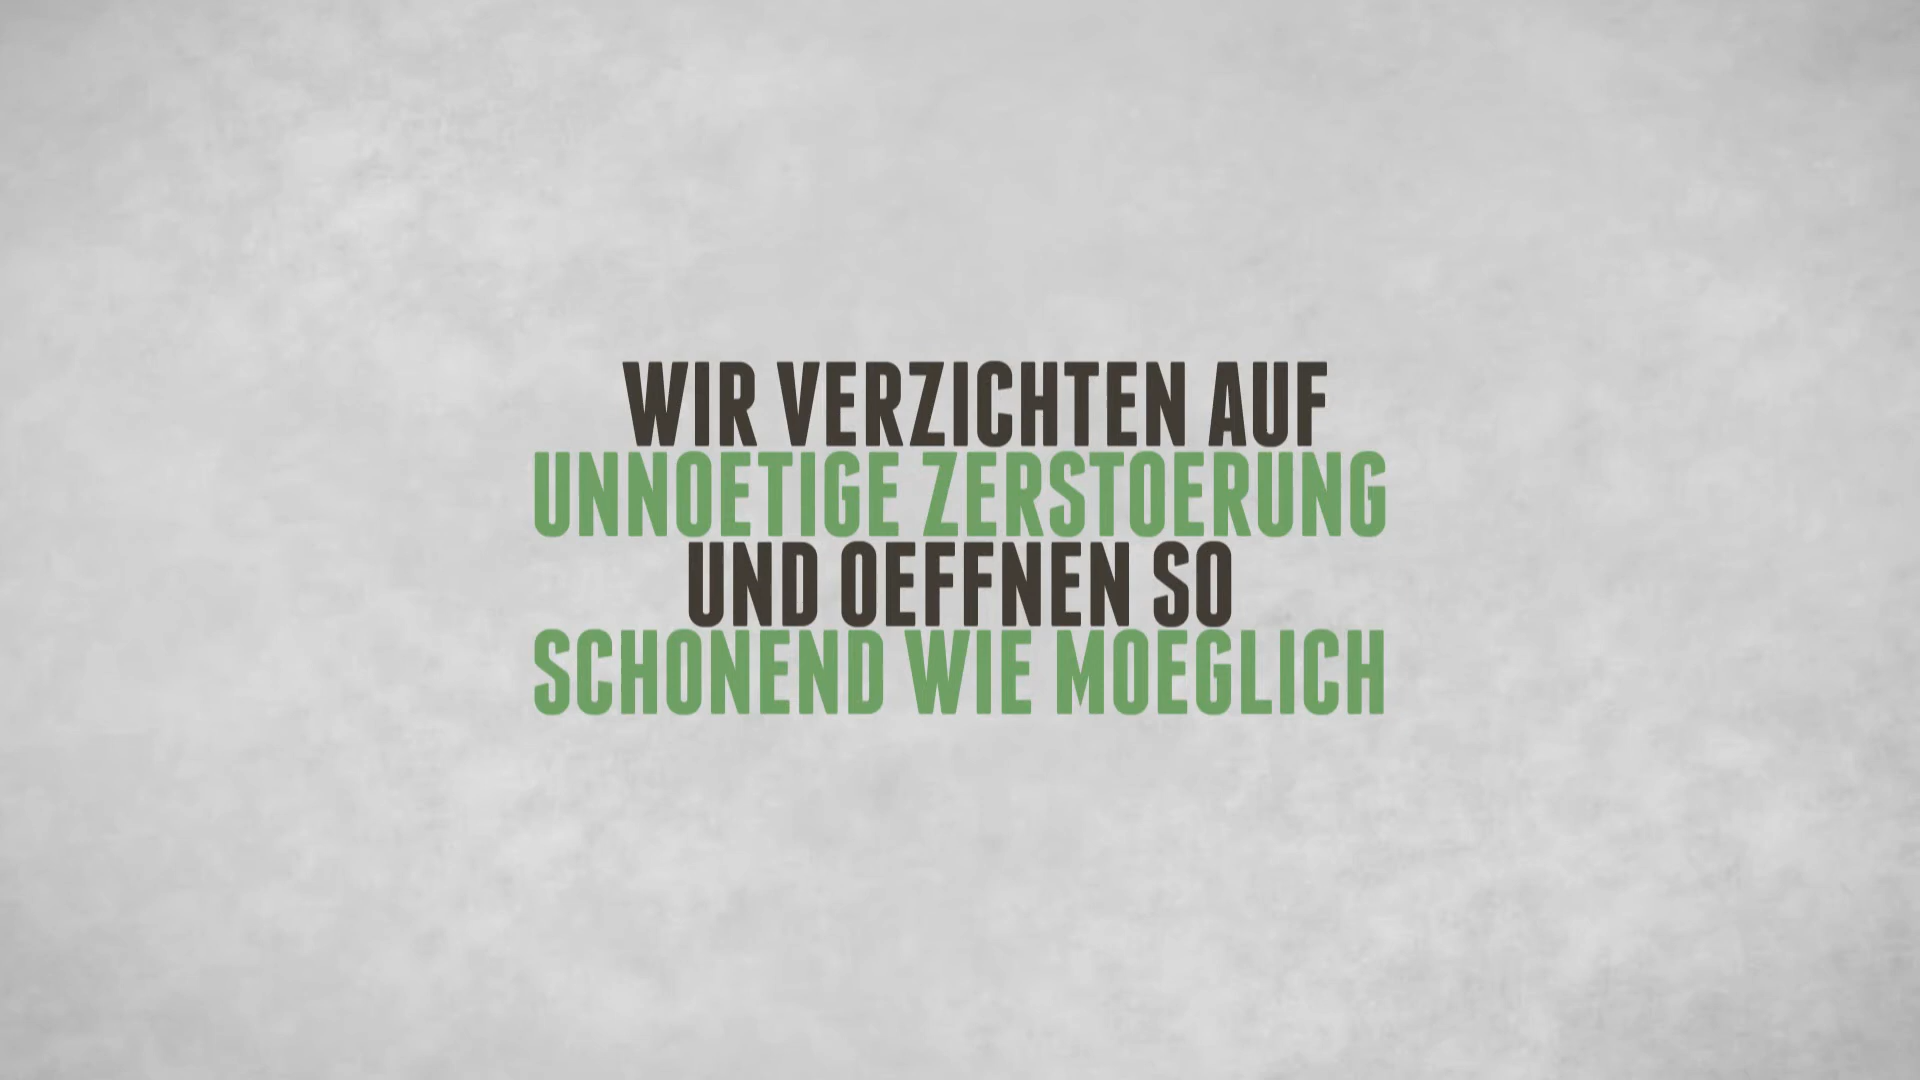 WIR VERZICHTEN AUF
UNNOETIGE ZERSTOERUNG
UND OEFFNEN SO
SCHONEND WIE MOEGLICH